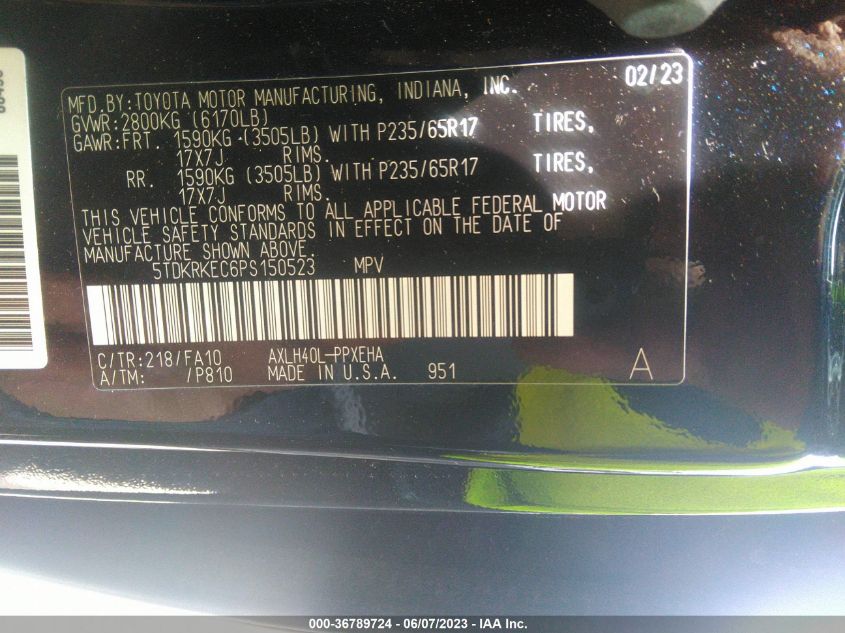 02/23
MFD.BY:TOYOTA MOTOR MANUFACTURING, INDIANA, INC.
GVWR:2800KG (6170LB)
GAWR:FRT. 1590KG (3505LB) WITH P235/65R17 TIRES,
17X7J RIMS.
RR. 1590KG (3505LB) WITH P235/65R17 TIRES,
17X7J RIMS.
THIS VEHICLE CONFORMS TO ALL APPLICABLE FEDERAL MOTOR
VEHICLE SAFETY STANDARDS IN EFFECT ON THE DATE OF
MANUFACTURE SHOWN ABOVE.
5TDKRKEC6PS150523 MPV
C/TR:218/FA10 AXLH40L-PPXEHA
A/TM: /P810 MADE IN U.S.A. 951
A
000-36789724 - 06/07/2023 - IAA Inc.